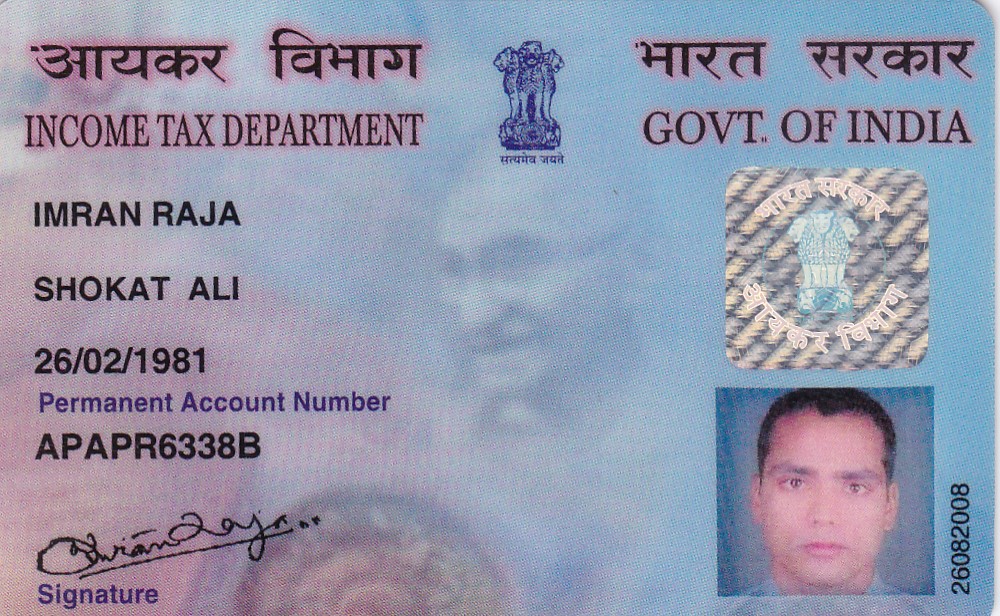 आयकर विभाग
INCOME TAX DEPARTMENT
सत्यमेव जयते
भारत सरकार
GOVT. OF INDIA
IMRAN RAJA
SHOKAT ALI
26/02/1981
Permanent Account Number
APAPR6338B
Imran Raja
Signature
भारत सरकार
आयकर विभाग
26082008